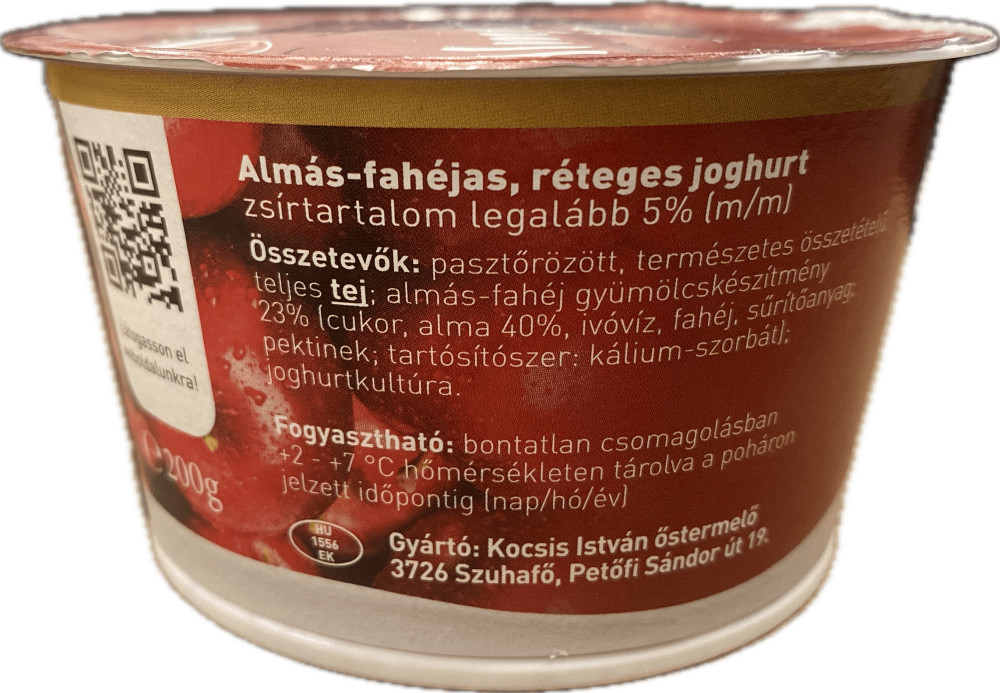 Almás-fahéjas, réteges joghurt
zsírtartalom legalább 5% (m/m)
Összetevők: pasztőrözött, természetes összetételű
teljes tej; almás-fahéj gyümölcskészítmény
23% (cukor, alma 40%, ivóvíz, fahéj, sűrítőanyag:
pektinek; tartósítószer: kálium-szorbát);
joghurtkultúra.
Fogyasztható: bontatlan csomagolásban
+2 - +7 °C hőmérsékleten tárolva a poháron
jelzett időpontig (nap/hó/év)
Gyártó: Kocsis István őstermelő
3726 Szuhafő, Petőfi Sándor út 19.
HU
1556
EK
Látogasson el
weboldalunkra!
℮ 200g